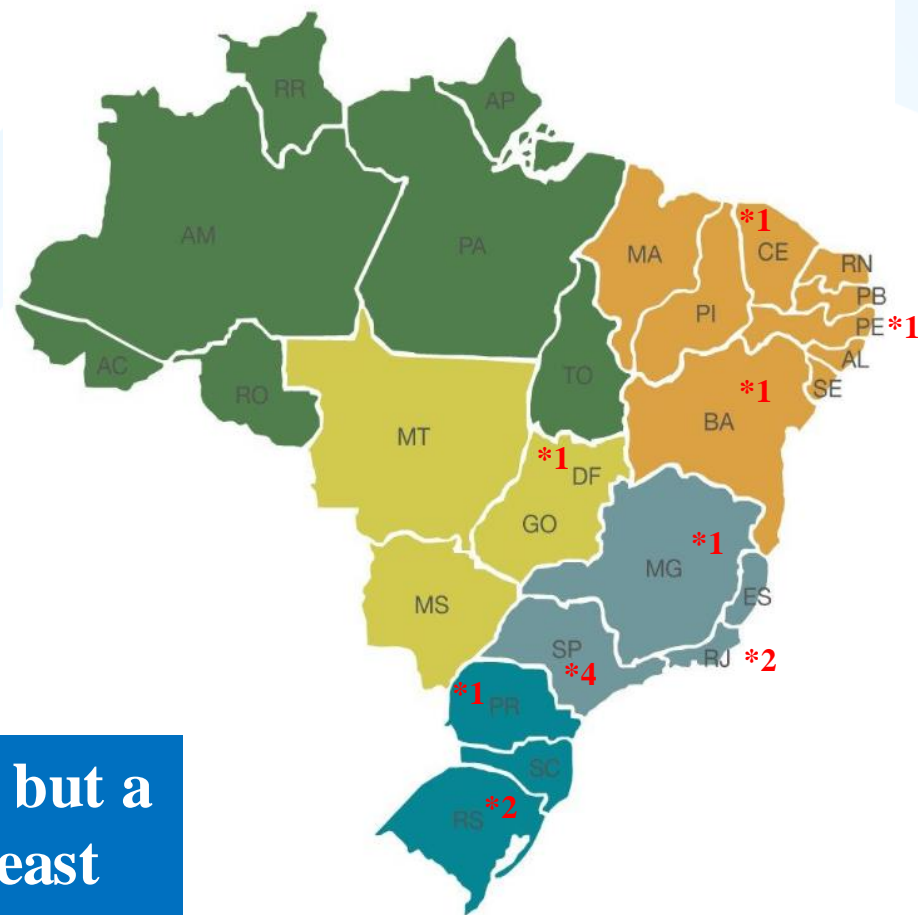 RR
AP
AM
PA
*1
MA
CE
RN
PB
PI
PE *1
AL
AC
TO
*1
SE
RO
BA
MT
*1
DF
GO
*1
MG
MS
ES
SP
RJ *2
*4
*1
PR
SC
RS *2
but a
east